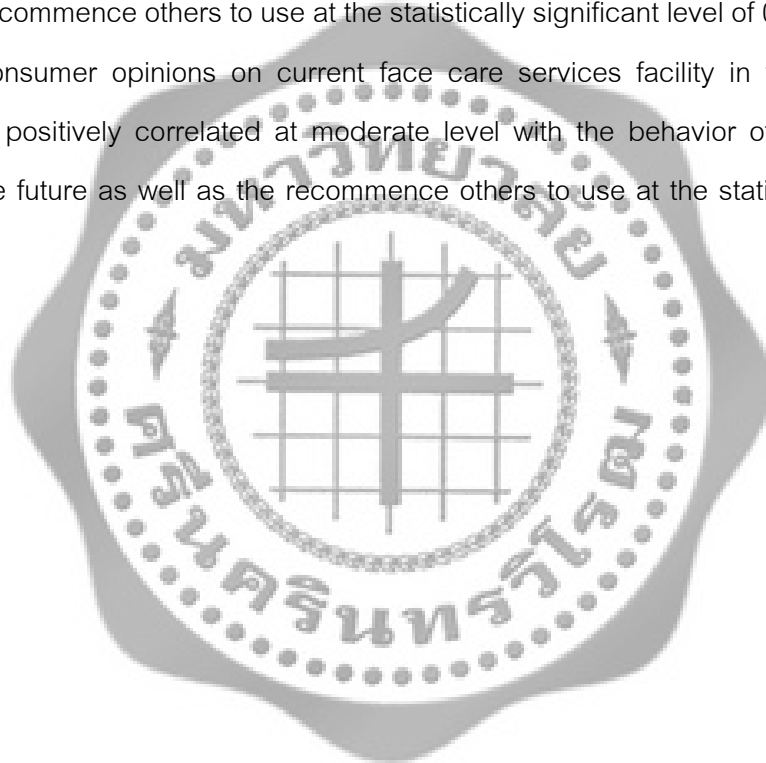 commence others to use at the statistically significant level of
onsumer opinions on current face care services facility in
positively correlated at moderate level with the behavior of
future as well as the recommence others to use at the
มหาวิทยาลัย
ศรีนครินทรวิโรฒ